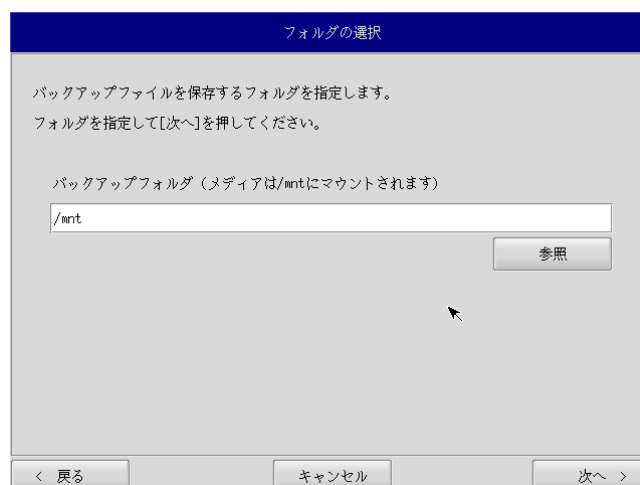 フォルダの選択
バックアップファイルを保存するフォルダを指定します。
フォルダを指定して[次へ]を押してください。
バックアップフォルダ（メディアは/mntにマウントされます）
/mnt
参照
< 戻る
キャンセル
次へ >